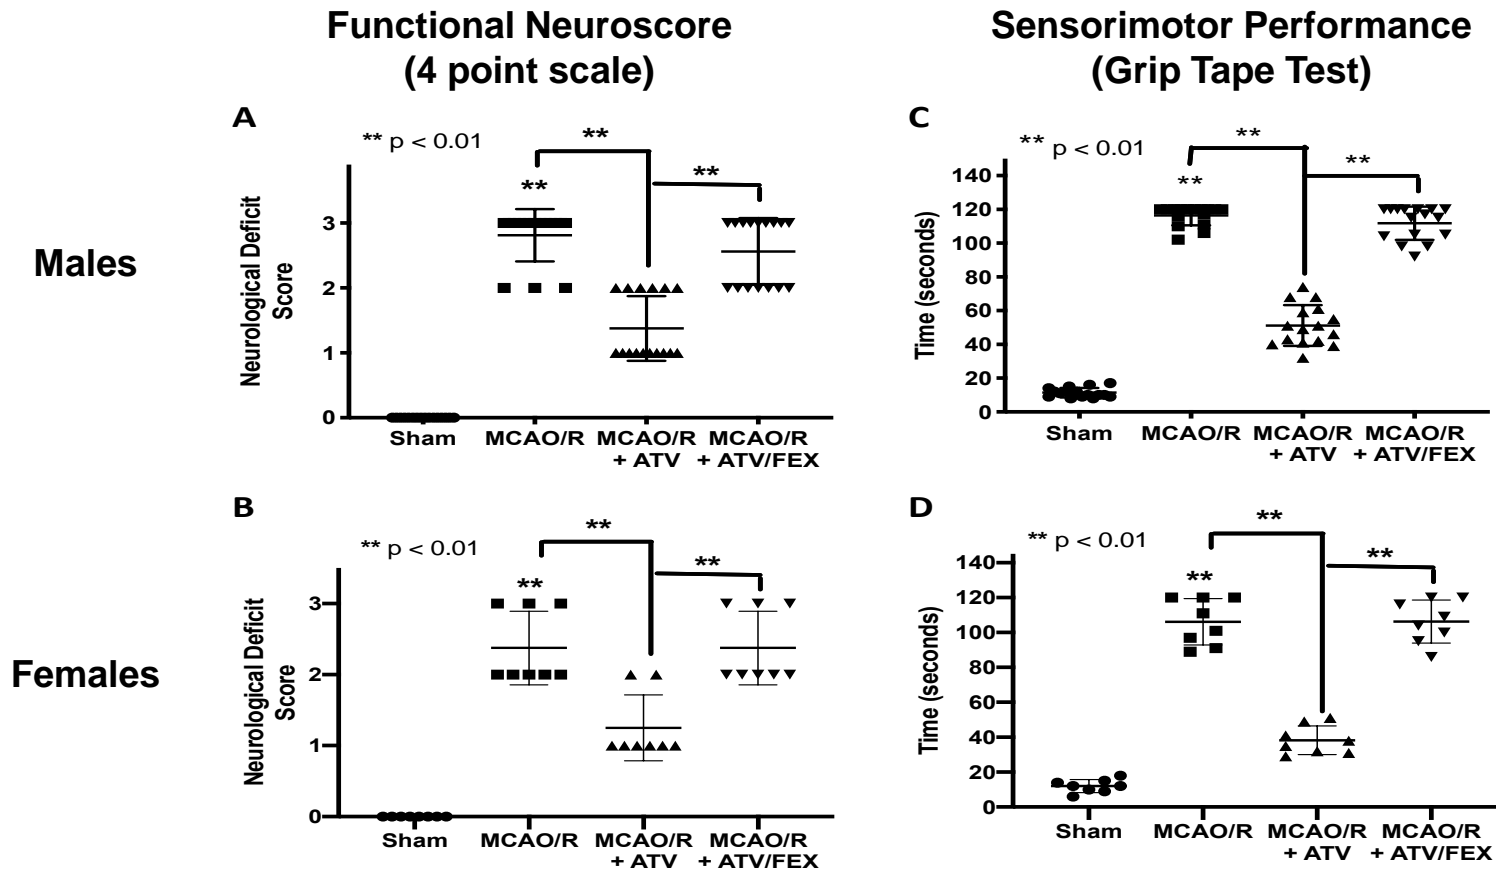 Functional Neuroscore
(4 point scale)
Sensorimotor Performance
(Grip Tape Test)
Males
Females
A
** p < 0.01
**
**
**
Neurological Deficit
Score
3
2
1
0
Sham
MCAO/R
MCAO/R
+ ATV
MCAO/R
+ ATV/FEX
C
** p < 0.01
**
**
**
Time (seconds)
140
120
100
80
60
40
20
0
Sham
MCAO/R
MCAO/R
+ ATV
MCAO/R
+ ATV/FEX
B
** p < 0.01
**
**
**
Neurological Deficit
Score
3
2
1
0
Sham
MCAO/R
MCAO/R
+ ATV
MCAO/R
+ ATV/FEX
D
** p < 0.01
**
**
**
Time (seconds)
140
120
100
80
60
40
20
0
Sham
MCAO/R
MCAO/R
+ ATV
MCAO/R
+ ATV/FEX